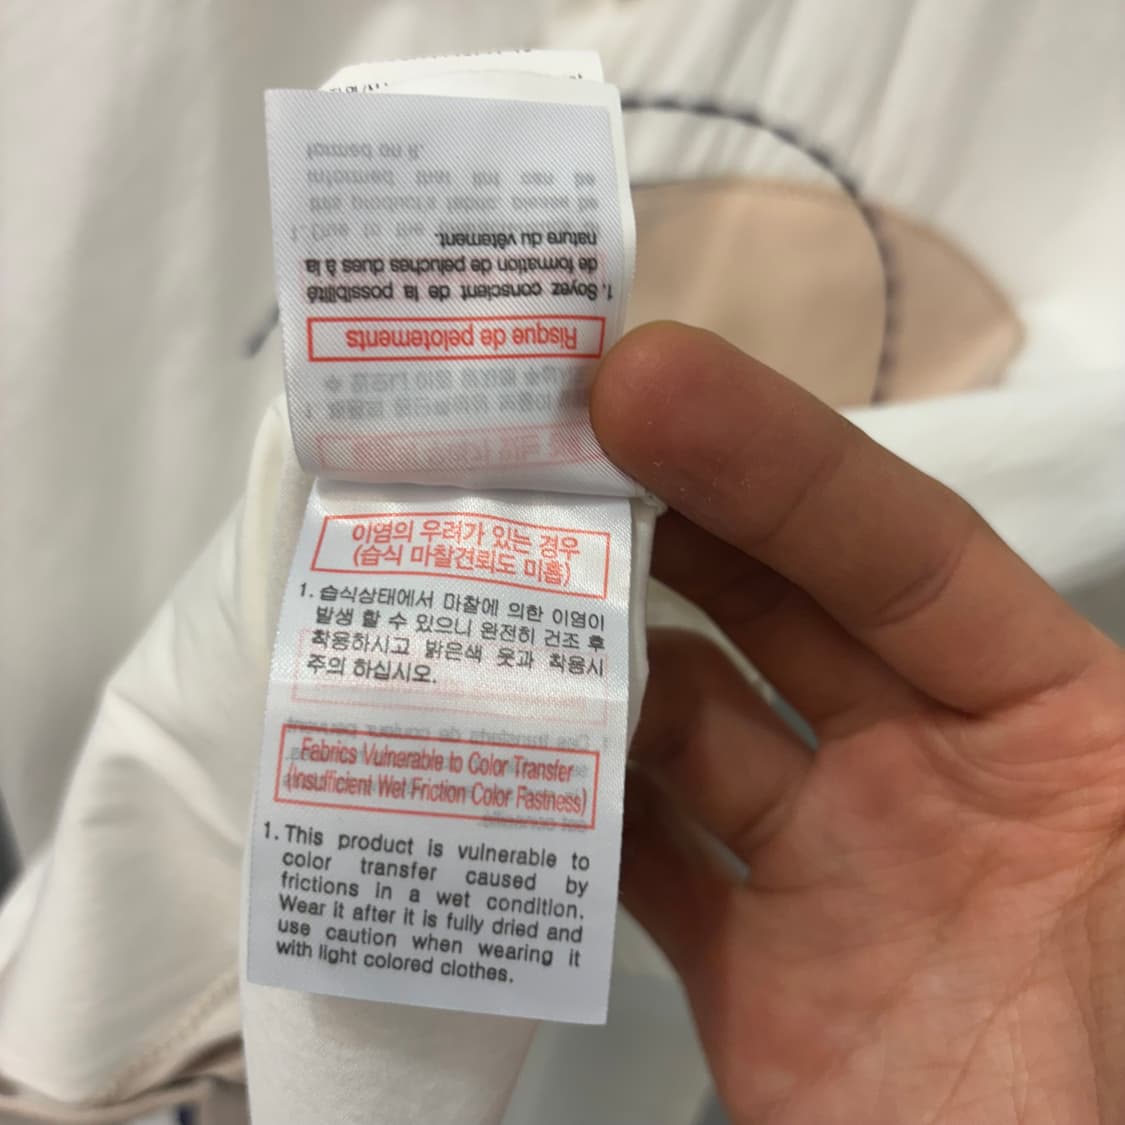 Risque de pelotements
1. Soyez conscient de la possibilité
de formation de peluches dues à la
nature du vêtement.
이염의 우려가 있는 경우
(습식 마찰견뢰도 미흡)
1. 습식상태에서 마찰에 의한 이염이
발생 할 수 있으니 완전히 건조 후
착용하시고 밝은색 옷과 착용시
주의 하십시오.
Fabrics Vulnerable to Color Transfer
(Insufficient Wet Friction Color Fastness)
1. This product is vulnerable to
color transfer caused by
frictions in a wet condition.
Wear it after it is fully dried and
use caution when wearing it
with light colored clothes.